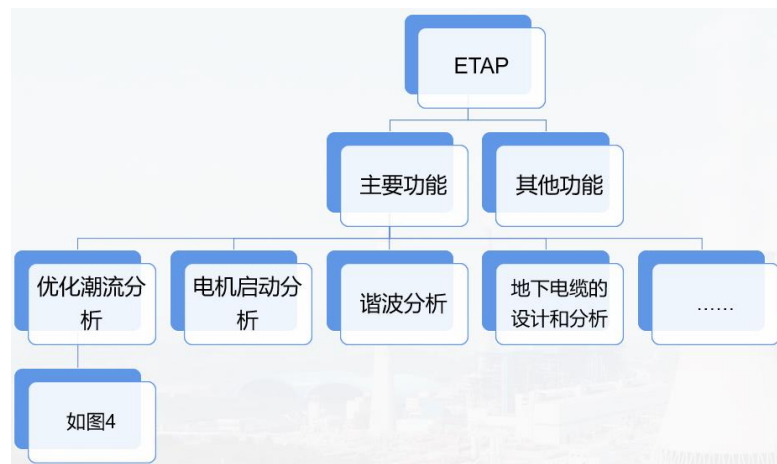 ETAP
主要功能
其他功能
优化潮流分
析
电机启动分
析
谐波分析
地下电缆的
设计和分析
……
如图4